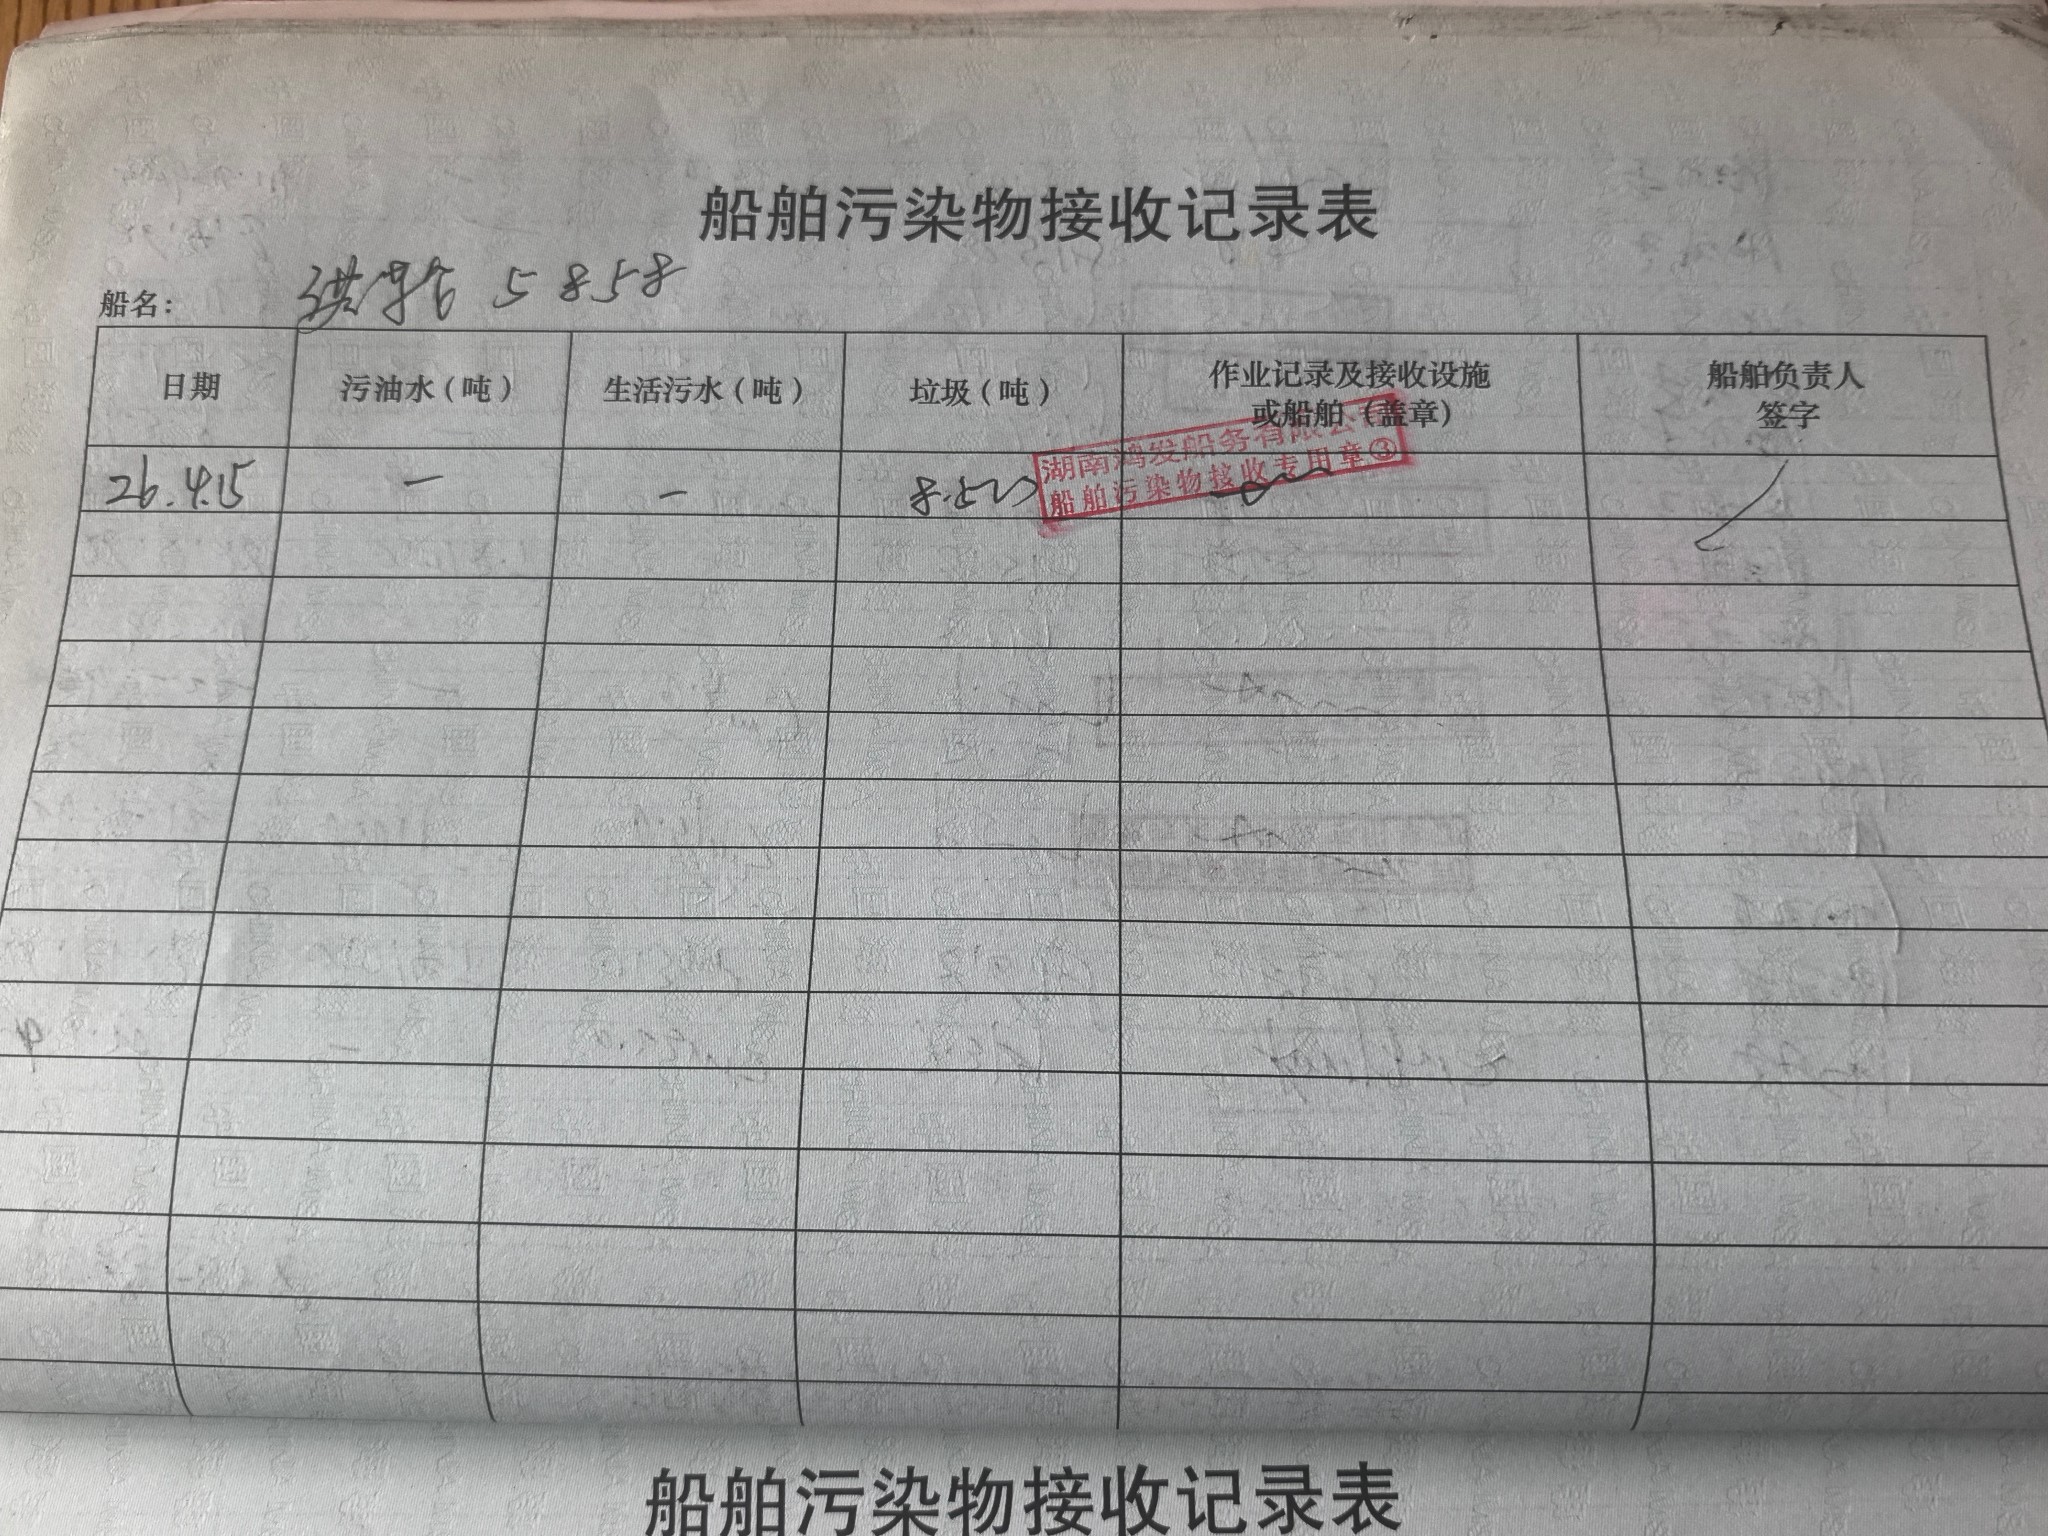 船舶污染物接收记录表
船名: 5858
日期 污油水(吨) 生活污水(吨) 垃圾(吨) 作业记录及接收设施或船舶(盖章) 船舶负责人签字
26.4.15 — —
湖南鸿发船务有限公司
船舶污染物接收专用章③
船舶污染物接收记录表